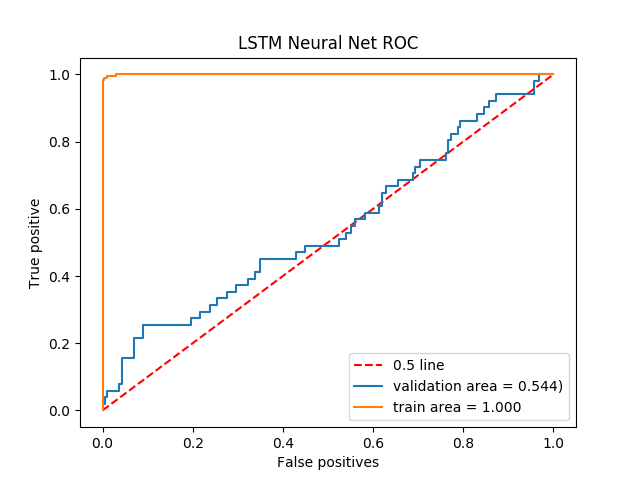 LSTM Neural Net ROC
1.0
0.8
0.6
0.4
0.2
0.0
True positive
0.5 line
validation area = 0.544)
train area = 1.000
0.0 0.2 0.4 0.6 0.8 1.0
False positives